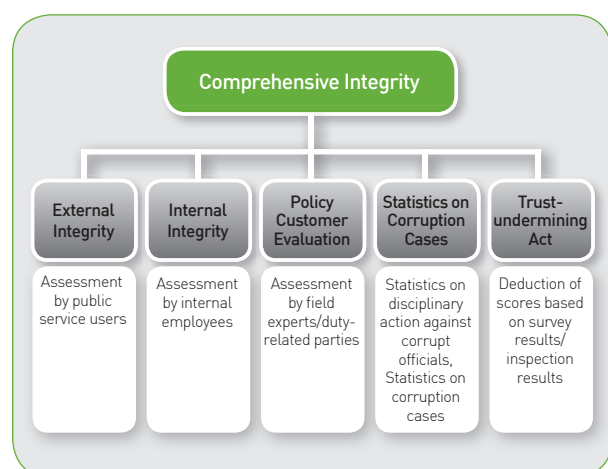 Comprehensive Integrity
External
Integrity
Assessment
by public
service users
Internal
Integrity
Assessment
by internal
employees
Policy
Customer
Evaluation
Assessment
by field
experts/duty-
related parties
Statistics on
Corruption
Cases
Statistics on
disciplinary
action against
corrupt
officials,
Statistics on
corruption
cases
Trust-
undermining
Act
Deduction of
scores based
on survey
results/
inspection
results